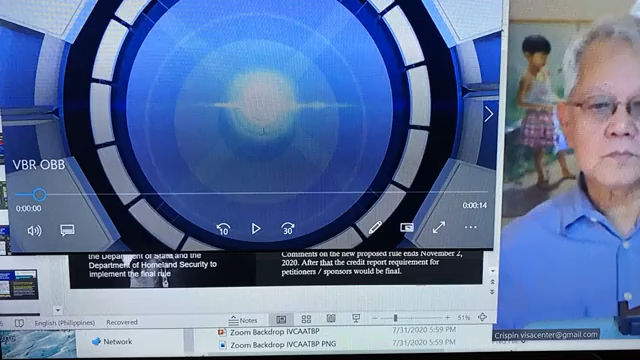 VBR OBB
0:00:00
0:00:14
10
30
the Department of State and the
Department of Homeland Security to
implement the final rule
Comments on the new proposed rule ends November 2,
2020. After that the credit report requirement for
petitioners / sponsors would be final.
English (Philippines)
Recovered
Notes
51%
Crispin visacenter@gmail.com
Network
Zoom Backdrop IVCAATBP
7/31/2020 5:59 PM
Zoom Backdrop IVCAATBP PNG
7/31/2020 5:59 PM